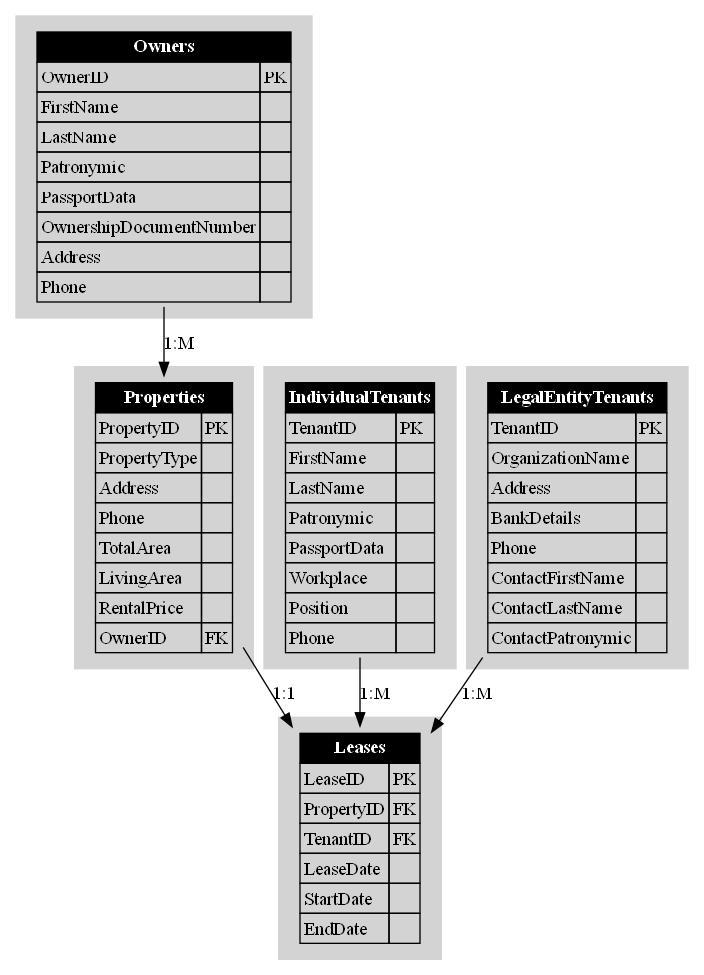 Owners
OwnerID PK
FirstName
LastName
Patronymic
PassportData
OwnershipDocumentNumber
Address
Phone
1:M
Properties
PropertyID PK
PropertyType
Address
Phone
TotalArea
LivingArea
RentalPrice
OwnerID FK
IndividualTenants
TenantID PK
FirstName
LastName
Patronymic
PassportData
Workplace
Position
Phone
LegalEntityTenants
TenantID PK
OrganizationName
Address
BankDetails
Phone
ContactFirstName
ContactLastName
ContactPatronymic
1:1
1:M
1:M
Leases
LeaseID PK
PropertyID FK
TenantID FK
LeaseDate
StartDate
EndDate